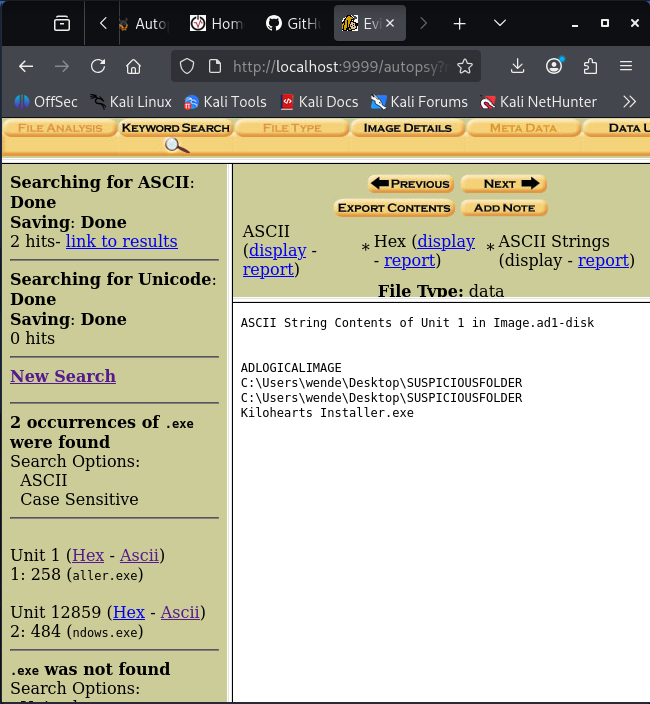 Auto
Hom
GitH
Evi
http://localhost:9999/autopsy?
OffSec
Kali Linux
Kali Tools
Kali Docs
Kali Forums
Kali NetHunter
FILE ANALYSIS
KEYWORD SEARCH
FILE TYPE
IMAGE DETAILS
META DATA
DATA U
Searching for ASCII:
Done
Saving: Done
2 hits- link to results
Searching for Unicode:
Done
Saving: Done
0 hits
New Search
2 occurrences of .exe
were found
Search Options:
ASCII
Case Sensitive
Unit 1 (Hex - Ascii)
1: 258 (aller.exe)
Unit 12859 (Hex - Ascii)
2: 484 (ndows.exe)
.exe was not found
Search Options:
PREVIOUS
NEXT
EXPORT CONTENTS
ADD NOTE
ASCII
(display -
report)
* Hex (display
- report)
* ASCII Strings
(display - report)
File Type: data
ASCII String Contents of Unit 1 in Image.ad1-disk
ADLOGICALIMAGE
C:\Users\wende\Desktop\SUSPICIOUSFOLDER
C:\Users\wende\Desktop\SUSPICIOUSFOLDER
Kilohearts Installer.exe